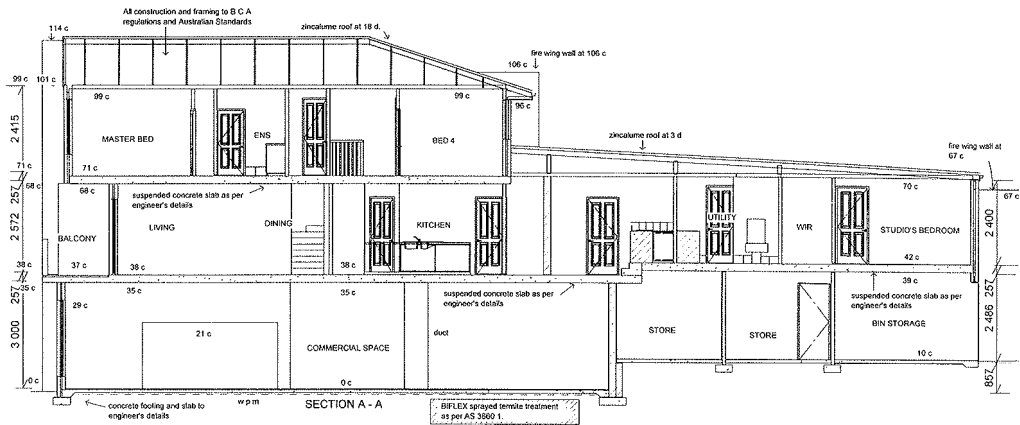 All construction and framing to B C A
regulations and Australian Standards
zincalume roof at 18 d.
114 c
fire wing wall at 106 c
106 c
99 c
101 c
99 c
99 c
96 c
2 415
MASTER BED
ENS
BED 4
zincalume roof at 3 d
fire wing wall at
67 c
71 c
71 c
257
68 c
68 c
suspended concrete slab as per
engineer's details
70 c
67 c
2 572
BALCONY
LIVING
DINING
KITCHEN
UTILITY
WIR
STUDIO'S BEDROOM
2 400
38 c
37 c
38 c
38 c
42 c
257
35 c
35 c
35 c
suspended concrete slab as per
engineer's details
39 c
suspended concrete slab as per
engineer's details
257
29 c
3 000
21 c
duct
COMMERCIAL SPACE
STORE
STORE
BIN STORAGE
2 486
10 c
0 c
0 c
857
concrete footing and slab to
engineer's details
w p m
SECTION A - A
BIFLEX sprayed termite treatment
as per AS 3660 1.